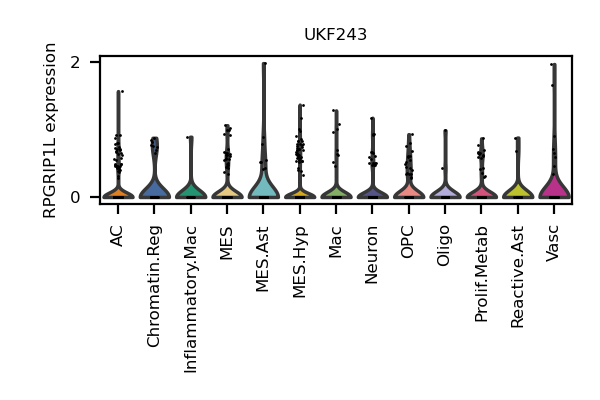 UKF243
RPGRIP1L expression
2
0
AC
Chromatin.Reg
Inflammatory.Mac
MES
MES.Ast
MES.Hyp
Mac
Neuron
OPC
Oligo
Prolif.Metab
Reactive.Ast
Vasc